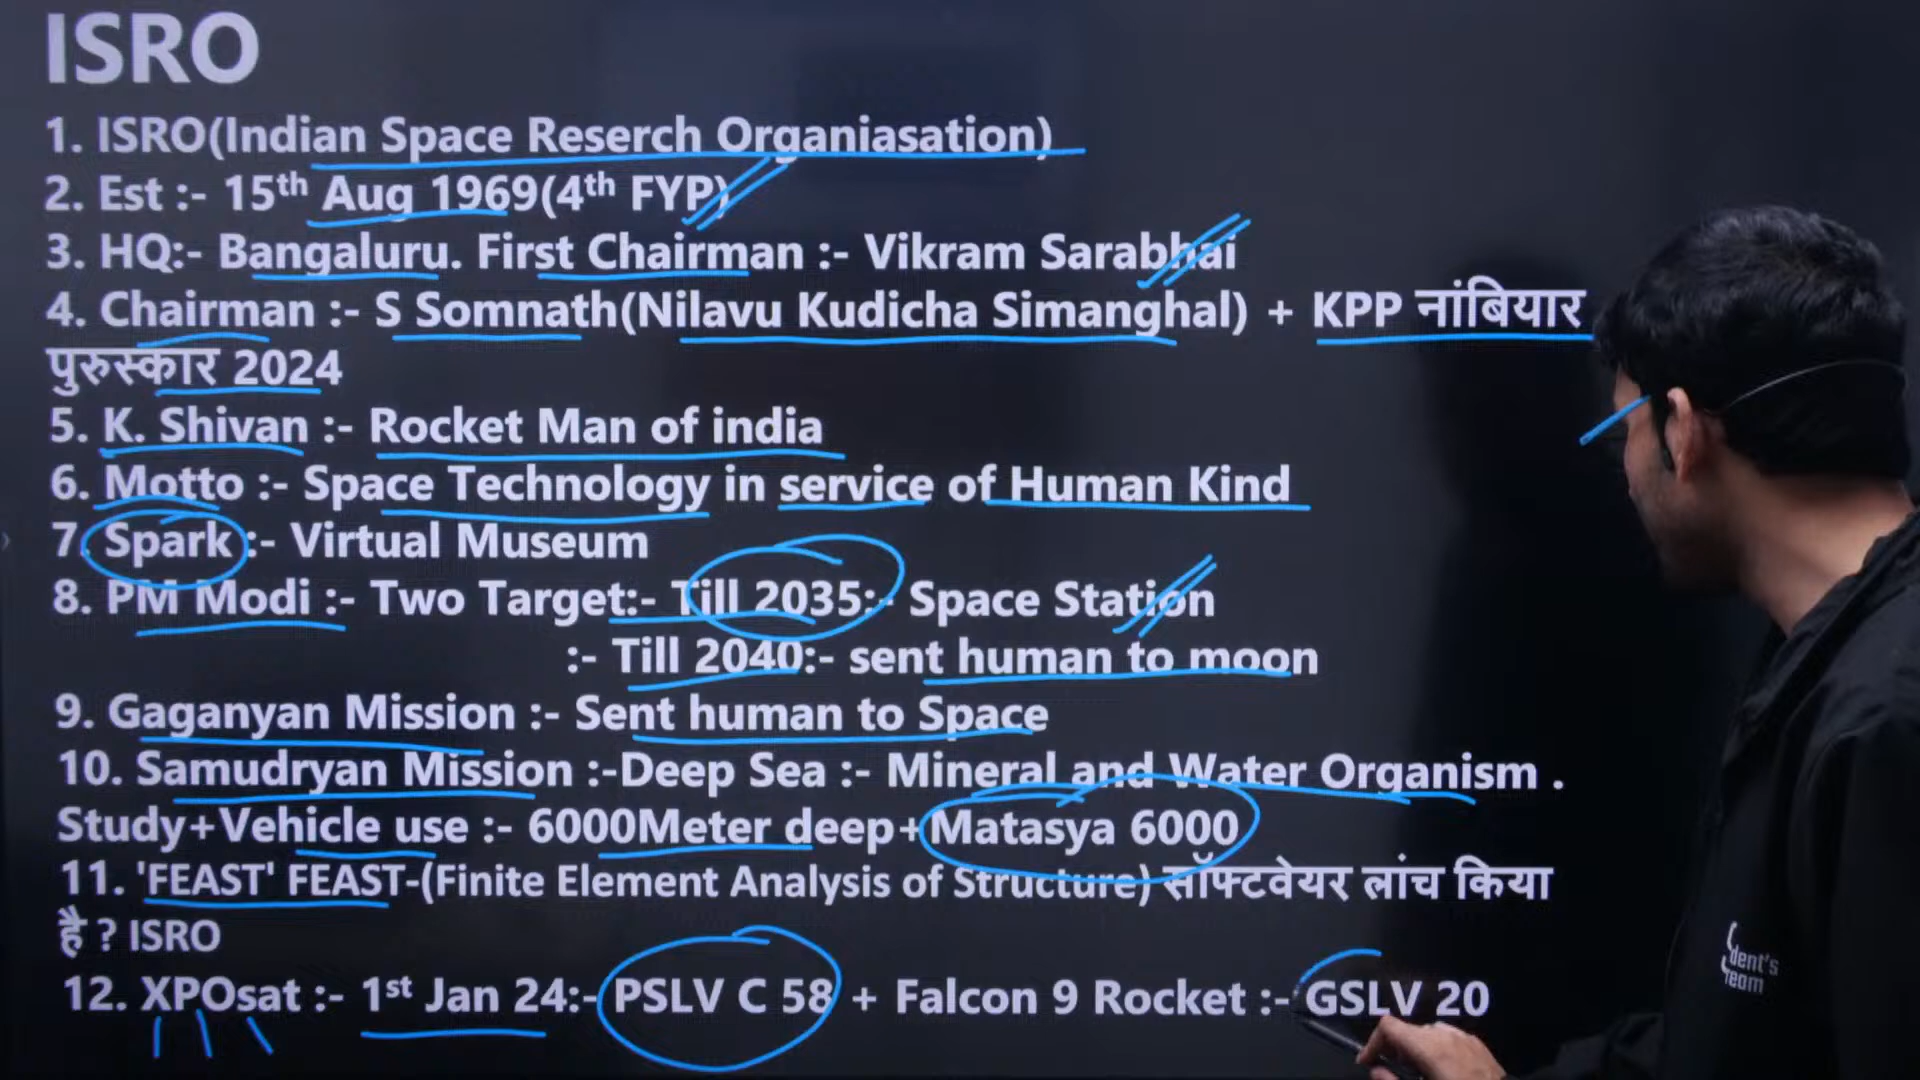 ISRO
1. ISRO(Indian Space Reserch Organiasation)
2. Est :- 15th Aug 1969(4th FYP)
3. HQ:- Bangaluru. First Chairman :- Vikram Sarabhai
4. Chairman :- S Somnath(Nilavu Kudicha Simanghal) + KPP नांबियार
पुरुस्कार 2024
5. K. Shivan :- Rocket Man of india
6. Motto :- Space Technology in service of Human Kind
7. Spark :- Virtual Museum
8. PM Modi :- Two Target:- Till 2035:- Space Station
:- Till 2040:- sent human to moon
9. Gaganyan Mission :- Sent human to Space
10. Samudryan Mission :-Deep Sea :- Mineral and Water Organism .
Study+Vehicle use :- 6000Meter deep+Matasya 6000
11. 'FEAST' FEAST-(Finite Element Analysis of Structure) सॉफ्टवेयर लांच किया
है ? ISRO
12. XPOsat :- 1st Jan 24:- PSLV C 58 + Falcon 9 Rocket :- GSLV 20
dent's